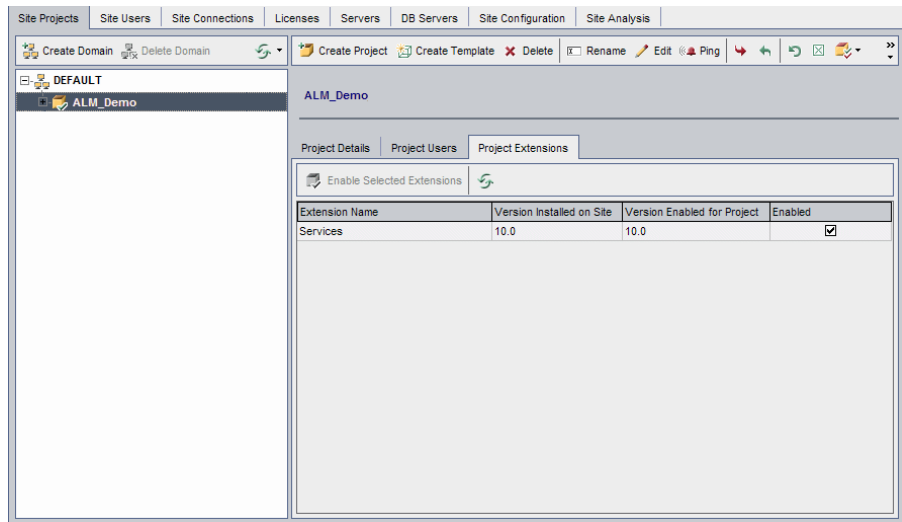 Site Projects Site Users Site Connections Licenses Servers DB Servers Site Configuration Site Analysis
Create Domain Delete Domain Create Project Create Template Delete Rename Edit Ping
DEFAULT
ALM_Demo
ALM_Demo
Project Details Project Users Project Extensions
Enable Selected Extensions
Extension Name Version Installed on Site Version Enabled for Project Enabled
Services 10.0 10.0